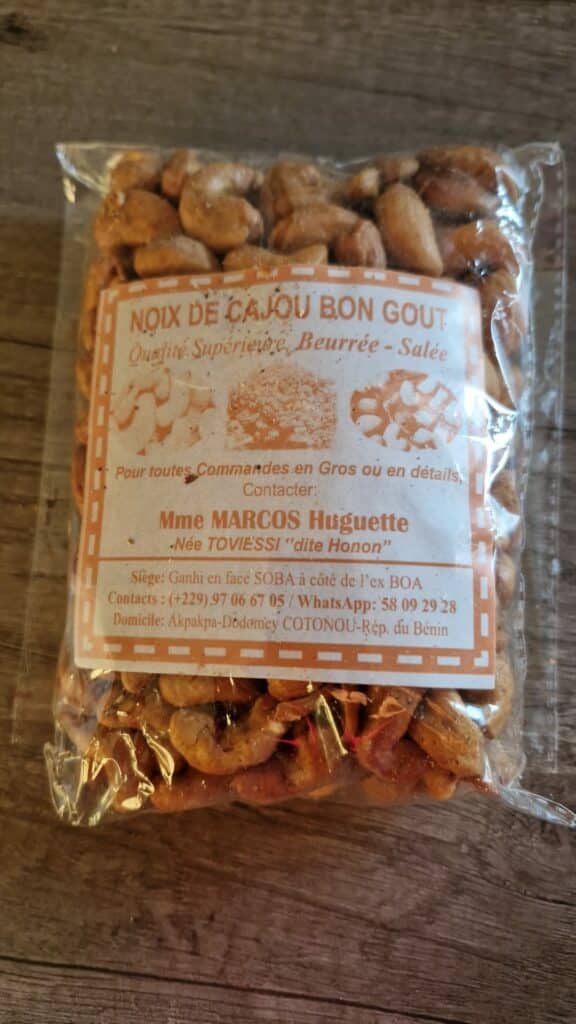 NOIX DE CAJOU BON GOUT
Qualité Supérieure, Beurrée - Salée
Pour toutes Commandes en Gros ou en détails,
Contacter:
Mme MARCOS Huguette
Née TOVIESSI "dite Honon"
Siège: Ganhi en face SOBA à côté de l'ex BOA
Contacts : (+229) 97 06 67 05 / WhatsApp: 58 09 29 28
Domicile: Akpakpa-Dodomey COTONOU-Rép. du Bénin